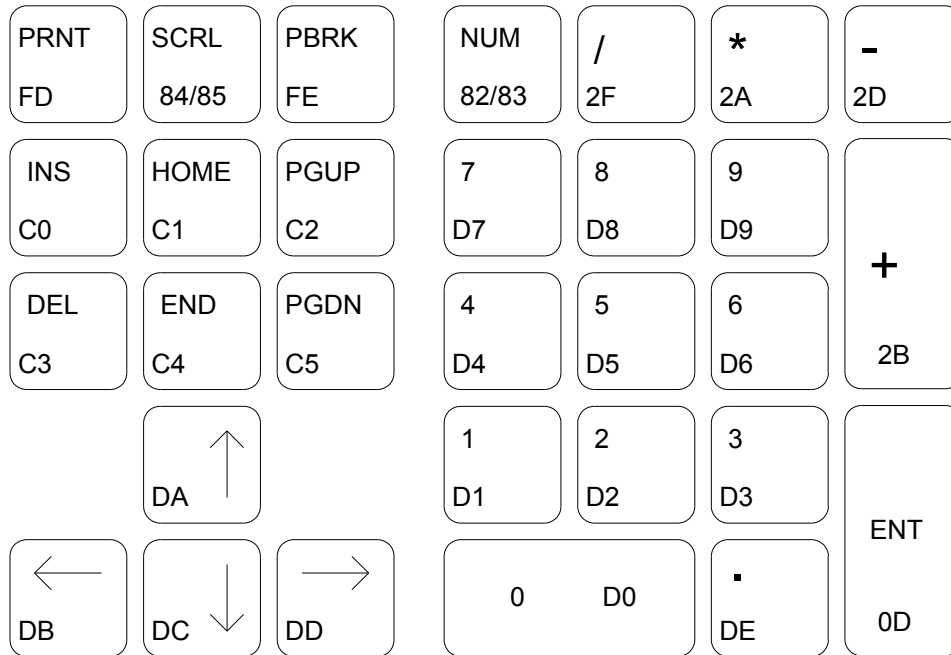 PRNT SCRL PBRK NUM / * -
FD 84/85 FE 82/83 2F 2A 2D
INS HOME PGUP 7 8 9
C0 C1 C2 D7 D8 D9
+
DEL END PGDN 4 5 6
C3 C4 C5 D4 D5 D6 2B
↑ 1 2 3
DA D1 D2 D3
ENT
← ↓ → 0 D0 .
DB DC DD DE 0D